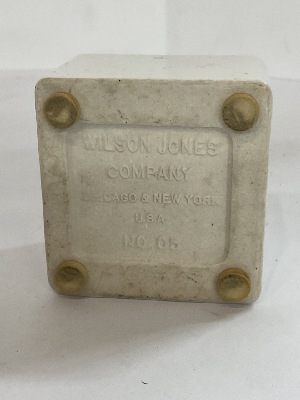 WILSON JONES
COMPANY
CHICAGO & NEW YORK
U.S.A
NO. 05